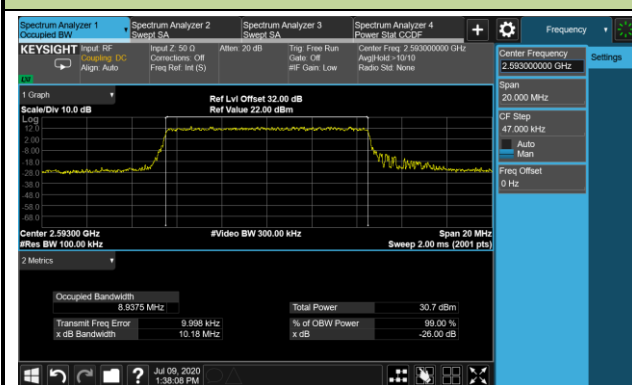 Spectrum Analyzer 1
Occupied BW
Spectrum Analyzer 2
Swept SA
Spectrum Analyzer 3
Swept SA
Spectrum Analyzer 4
Power Stat CCDF
+
Frequency
KEYSIGHT
Input: RF
Coupling: DC
Align: Auto
Input Z: 50 Ω
Corrections: Off
Freq Ref: Int (S)
Atten: 20 dB
Trig: Free Run
Gate: Off
#IF Gain: Low
Center Freq: 2.593000000 GHz
Avg|Hold:>10/10
Radio Std: None
Center Frequency
2.593000000 GHz
Settings
Span
20.000 MHz
CF Step
47.000 kHz
Auto
Man
Freq Offset
0 Hz
1 Graph
Scale/Div 10.0 dB
Ref Lvl Offset 32.00 dB
Ref Value 22.00 dBm
Log
12.0
2.00
-8.00
-18.0
-28.0
-38.0
-48.0
-58.0
-68.0
Center 2.59300 GHz
#Res BW 100.00 kHz
#Video BW 300.00 kHz
Span 20 MHz
Sweep 2.00 ms (2001 pts)
2 Metrics
Occupied Bandwidth
8.9375 MHz
Total Power 30.7 dBm
Transmit Freq Error 9.998 kHz
% of OBW Power 99.00 %
x dB Bandwidth 10.18 MHz
x dB -26.00 dB
?
Jul 09, 2020
1:38:08 PM